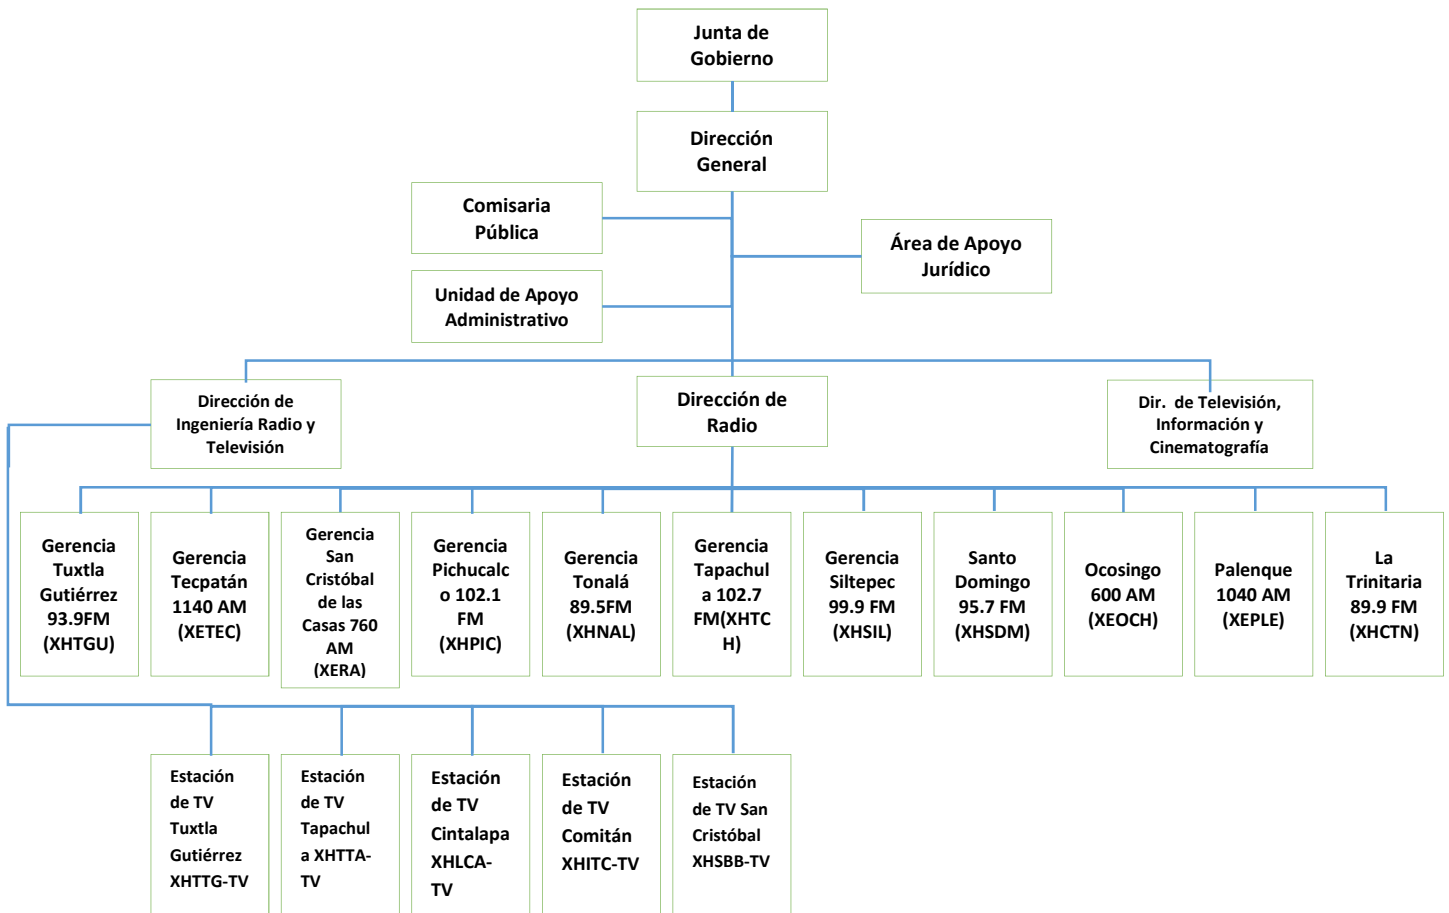 Junta de
Gobierno
Dirección
General
Comisaria
Pública
Área de Apoyo
Jurídico
Unidad de Apoyo
Administrativo
Dirección de
Ingeniería Radio y
Televisión
Dirección de
Radio
Dir. de Televisión,
Información y
Cinematografía
Gerencia
Tuxtla
Gutiérrez
93.9FM
(XHTGU)
Gerencia
Tecpatán
1140 AM
(XETEC)
Gerencia
San
Cristóbal
de las
Casas 760
AM
(XERA)
Gerencia
Pichucalc
o 102.1
FM
(XHPIC)
Gerencia
Tonalá
89.5FM
(XHNAL)
Gerencia
Tapachul
a 102.7
FM(XHTC
H)
Gerencia
Siltepec
99.9 FM
(XHSIL)
Santo
Domingo
95.7 FM
(XHSDM)
Ocosingo
600 AM
(XEOCH)
Palenque
1040 AM
(XEPLE)
La
Trinitaria
89.9 FM
(XHCTN)
Estación
de TV
Tuxtla
Gutiérrez
XHTTG-TV
Estación
de TV
Tapachul
a XHTTA-
TV
Estación
de TV
Cintalapa
XHLCA-
TV
Estación
de TV
Comitán
XHITC-TV
Estación
de TV San
Cristóbal
XHSBB-TV